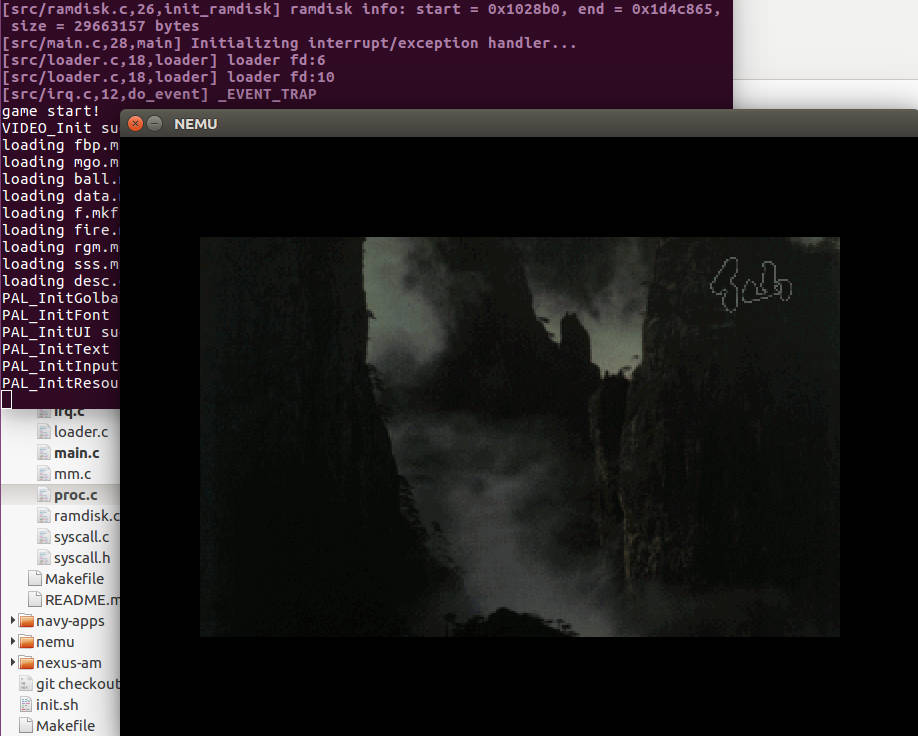 [src/ramdisk.c,26,init_ramdisk] ramdisk info: start = 0x1028b0, end = 0x1d4c865,
size = 29663157 bytes
[src/main.c,28,main] Initializing interrupt/exception handler...
[src/loader.c,18,loader] loader fd:6
[src/loader.c,18,loader] loader fd:10
[src/irq.c,12,do_event] _EVENT_TRAP
game start!
VIDEO_Init su
loading fbp.m
loading mgo.m
loading ball.
loading data.
loading f.mkf
loading fire.
loading rgm.m
loading sss.m
loading desc.
PAL_InitGolba
PAL_InitFont
PAL_InitUI su
PAL_InitText
PAL_InitInput
PAL_InitResou
NEMU
irq.c
loader.c
main.c
mm.c
proc.c
ramdisk.c
syscall.c
syscall.h
Makefile
README.m
navy-apps
nemu
nexus-am
git checkout
init.sh
Makefile